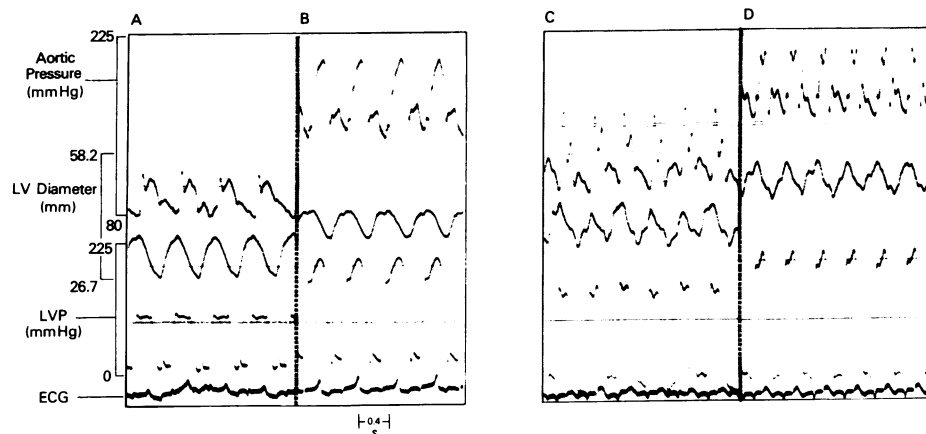 A
B
C
D
225
Aortic
Pressure
(mmHg)
58.2
LV Diameter
(mm)
80
225
26.7
LVP
(mmHg)
0
ECG
0.4
s